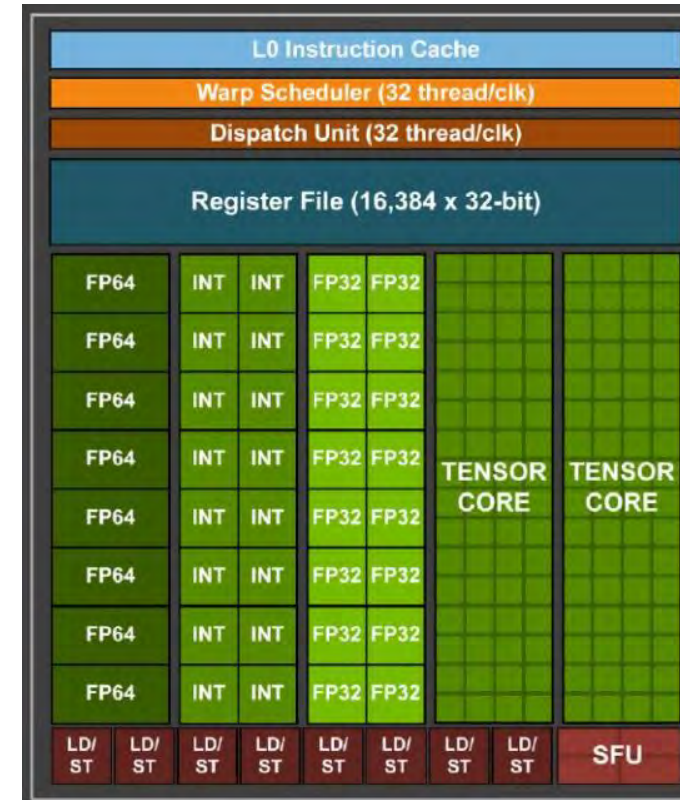 L0 Instruction Cache
Warp Scheduler (32 thread/clk)
Dispatch Unit (32 thread/clk)
Register File (16,384 x 32-bit)
FP64 INT INT FP32 FP32
FP64 INT INT FP32 FP32
FP64 INT INT FP32 FP32
FP64 INT INT FP32 FP32
TENSOR CORE TENSOR CORE
FP64 INT INT FP32 FP32
FP64 INT INT FP32 FP32
FP64 INT INT FP32 FP32
FP64 INT INT FP32 FP32
LD/ST LD/ST LD/ST LD/ST LD/ST LD/ST LD/ST LD/ST SFU